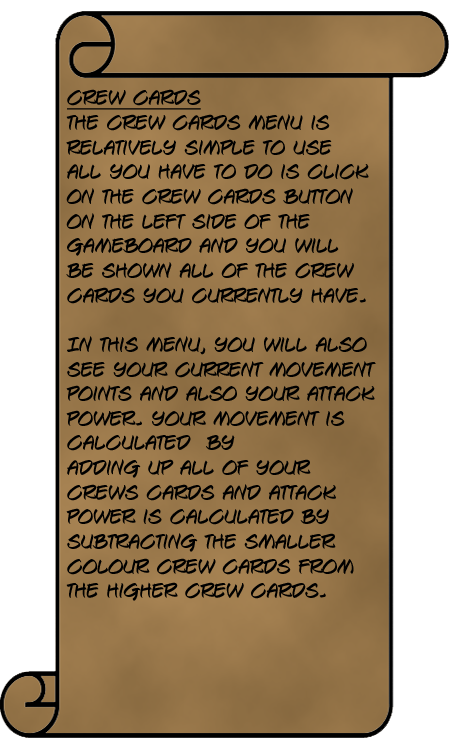 CREW CARDS
THE CREW CARDS MENU IS
RELATIVELY SIMPLE TO USE
ALL YOU HAVE TO DO IS CLICK
ON THE CREW CARDS BUTTON
ON THE LEFT SIDE OF THE
GAMEBOARD AND YOU WILL
BE SHOWN ALL OF THE CREW
CARDS YOU CURRENTLY HAVE.

IN THIS MENU, YOU WILL ALSO
SEE YOUR CURRENT MOVEMENT
POINTS AND ALSO YOUR ATTACK
POWER. YOUR MOVEMENT IS
CALCULATED BY
ADDING UP ALL OF YOUR
CREWS CARDS AND ATTACK
POWER IS CALCULATED BY
SUBTRACTING THE SMALLER
COLOUR CREW CARDS FROM
THE HIGHER CREW CARDS.